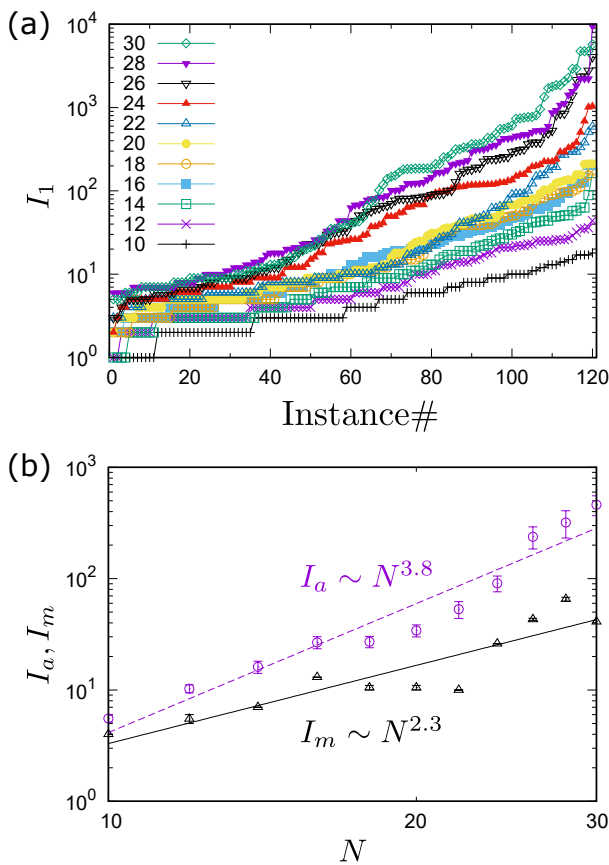 (a)
10^4
10^3
10^2
10^1
10^0
I_1
30
28
26
24
22
20
18
16
14
12
10
0 20 40 60 80 100 120
Instance#
(b)
10^3
10^2
10^1
10^0
I_a, I_m
I_a ∼ N^{3.8}
I_m ∼ N^{2.3}
10 20 30
N